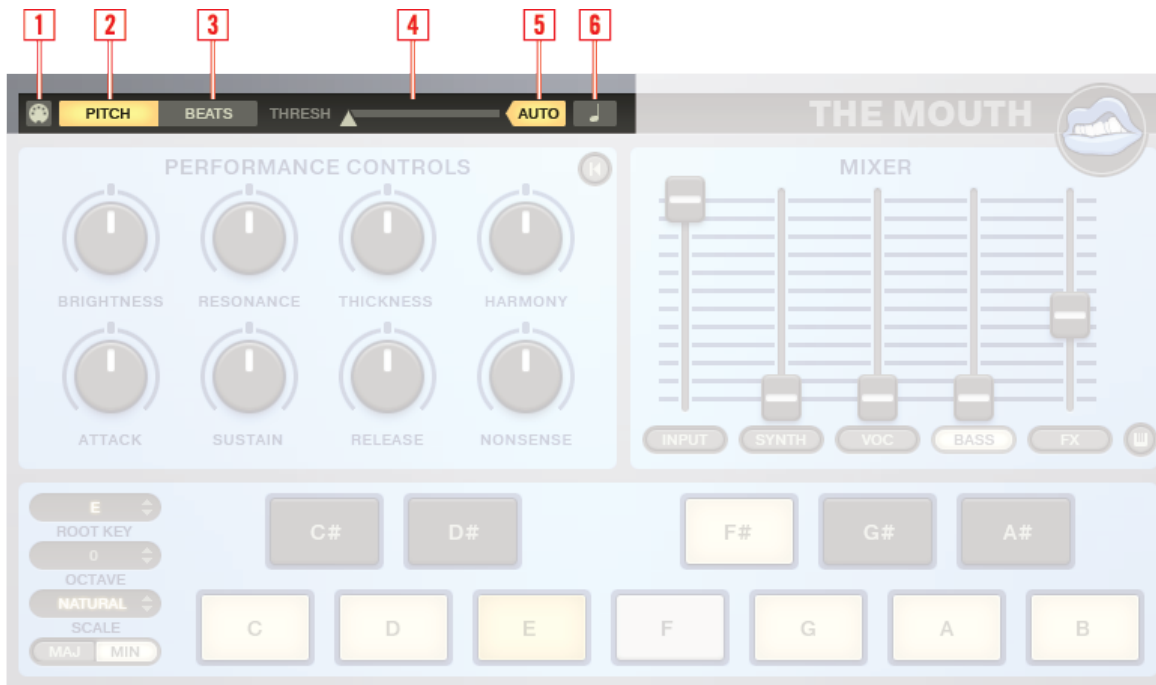 1 2 3 4 5 6
PITCH BEATS THRESH AUTO
THE MOUTH
PERFORMANCE CONTROLS
BRIGHTNESS RESONANCE THICKNESS HARMONY
ATTACK SUSTAIN RELEASE NONSENSE
MIXER
INPUT SYNTH VOC BASS FX
E
ROOT KEY
0
OCTAVE
NATURAL
SCALE
MAJ MIN
C# D# F# G# A#
C D E F G A B